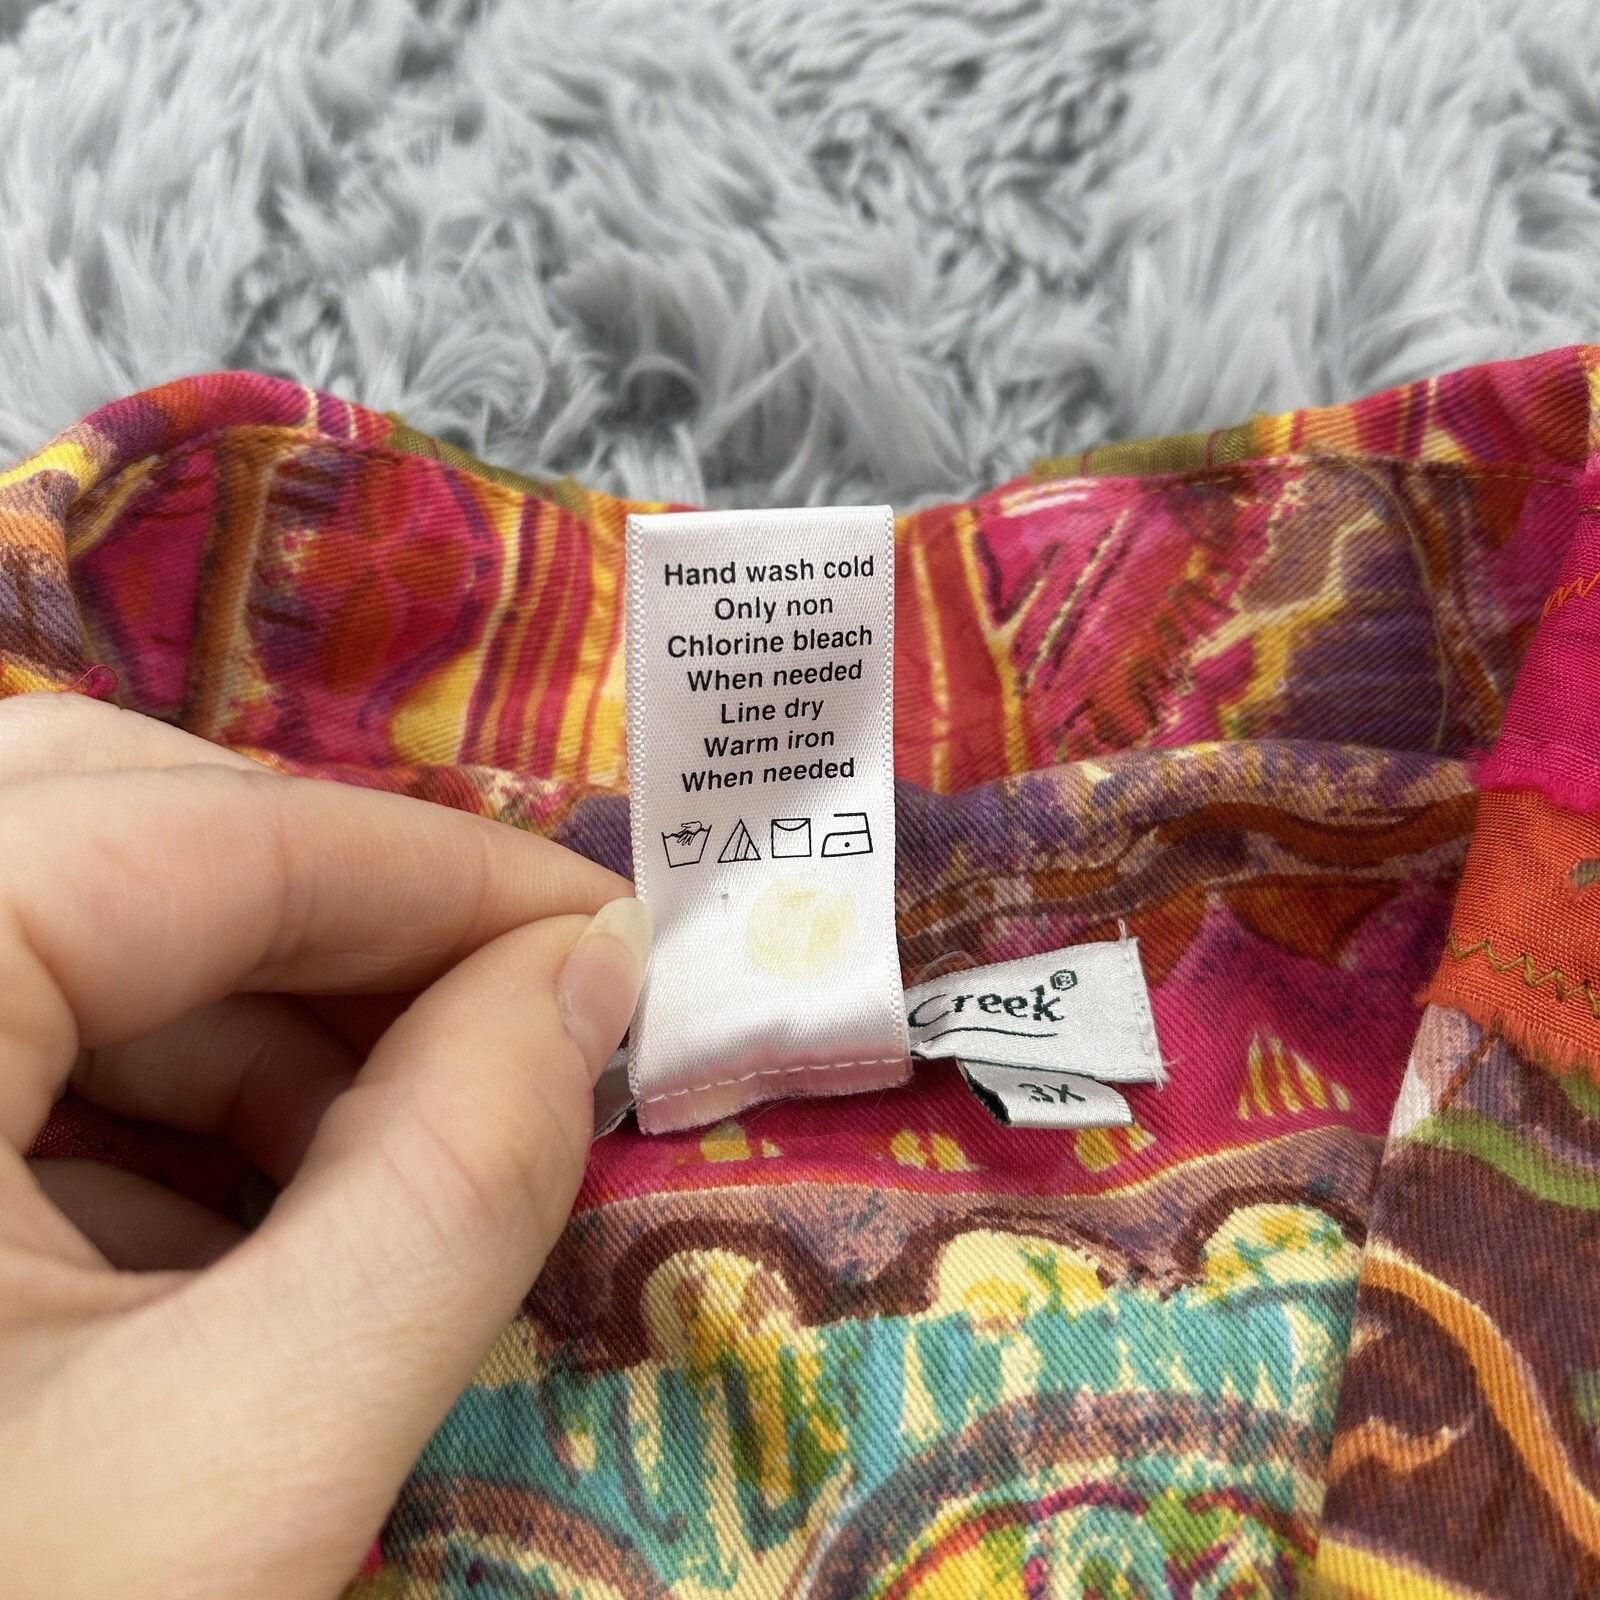 Hand wash cold
Only non
Chlorine bleach
When needed
Line dry
Warm iron
When needed
Creek®
3X